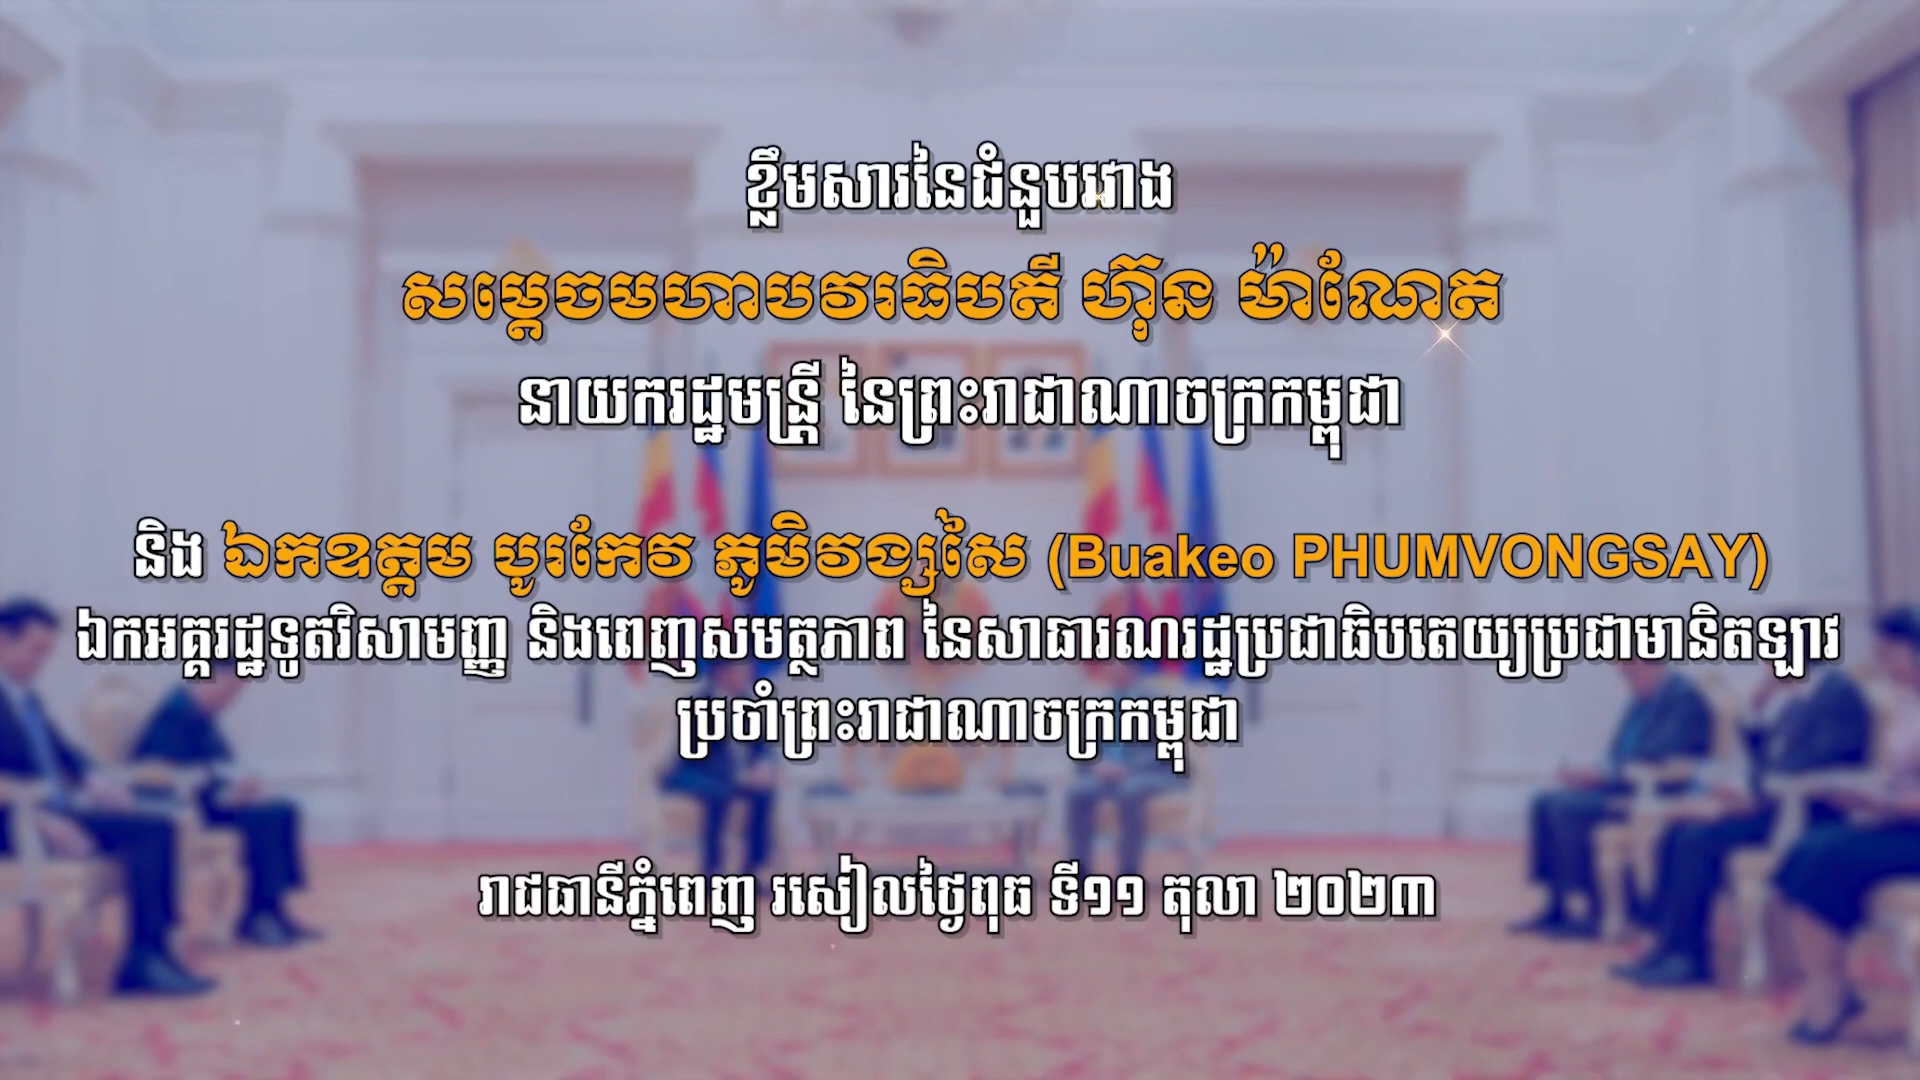 ខ្លឹមសារនៃជំនួបរវាង
សម្តេចមហាបវរធិបតី ហ៊ុន ម៉ាណែត
នាយករដ្ឋមន្ត្រី នៃព្រះរាជាណាចក្រកម្ពុជា
និង ឯកឧត្តម បូរកែវ ភូមិវង្សសៃ (Buakeo PHUMVONGSAY)
ឯកអគ្គរដ្ឋទូតវិសាមញ្ញ និងពេញសមត្ថភាព នៃសាធារណរដ្ឋប្រជាធិបតេយ្យប្រជាមានិតឡាវ
ប្រចាំព្រះរាជាណាចក្រកម្ពុជា
រាជធានីភ្នំពេញ រសៀលថ្ងៃពុធ ទី១១ តុលា ២០២៣